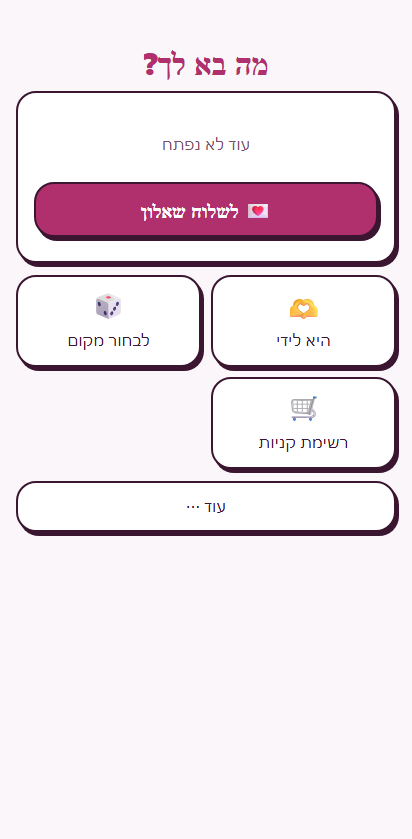 מה בא לך?
עוד לא נפתח
💌 לשלוח שאלון
היא לידי
לבחור מקום
רשימת קניות
עוד ⋯